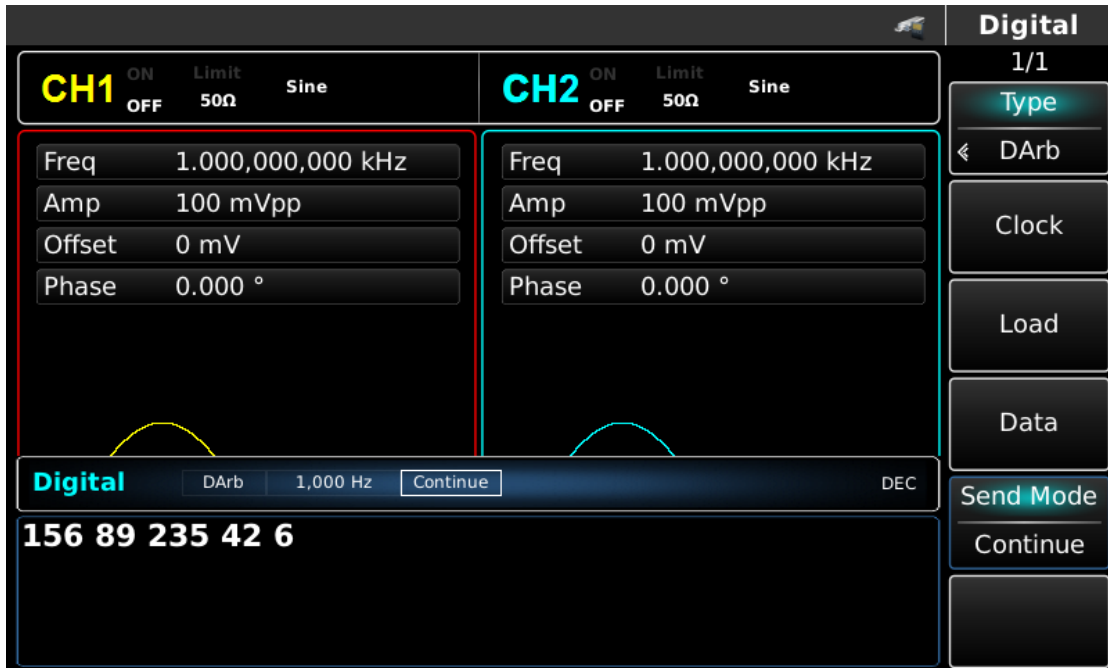 Digital
1/1
CH1 ON OFF Limit 50Ω Sine
CH2 ON OFF Limit 50Ω Sine
Freq 1.000,000,000 kHz
Amp 100 mVpp
Offset 0 mV
Phase 0.000 °
Freq 1.000,000,000 kHz
Amp 100 mVpp
Offset 0 mV
Phase 0.000 °
Type
DArb
Clock
Load
Data
Send Mode
Continue
Digital DArb 1,000 Hz Continue DEC
156 89 235 42 6